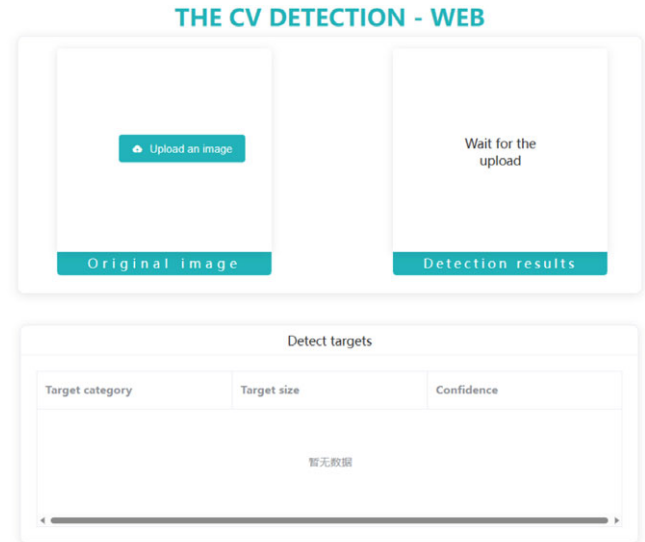 THE CV DETECTION - WEB
Upload an image
Wait for the
upload
Original image
Detection results
Detect targets
Target category Target size Confidence
暂无数据